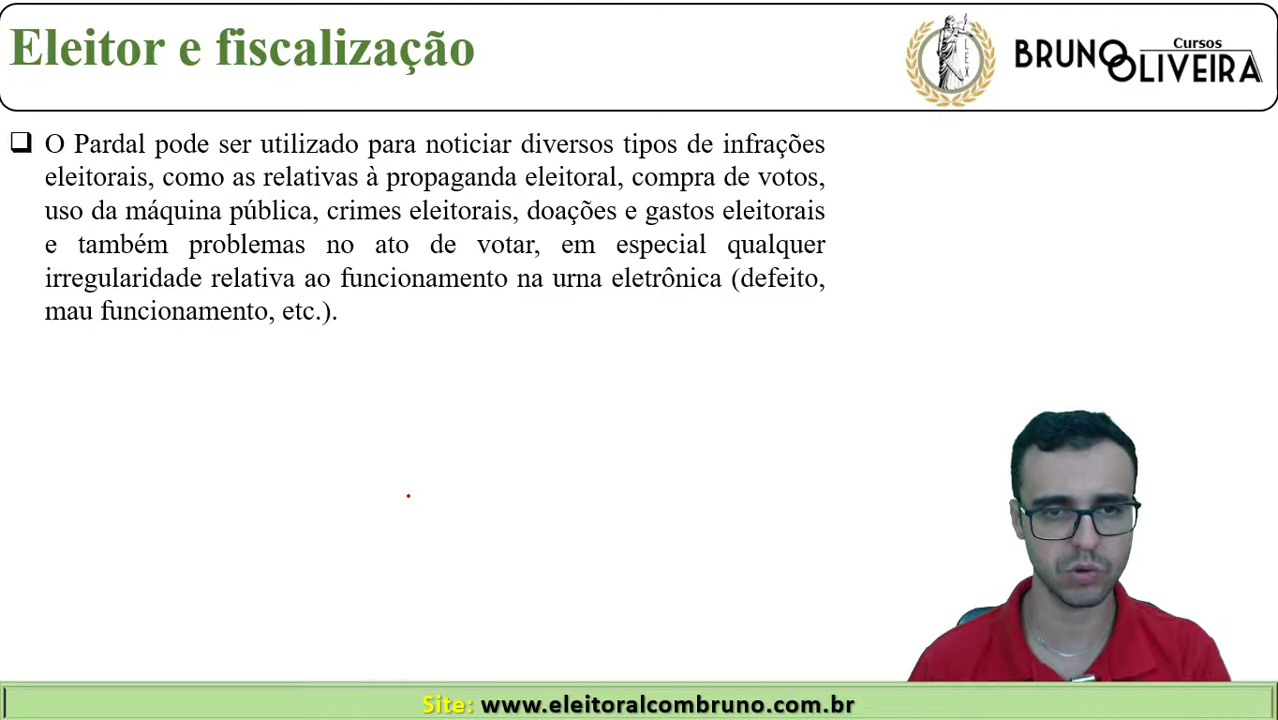 Eleitor e fiscalização
LEX
BRUNO
Cursos
OLIVEIRA
❑ O Pardal pode ser utilizado para noticiar diversos tipos de infrações
eleitorais, como as relativas à propaganda eleitoral, compra de votos,
uso da máquina pública, crimes eleitorais, doações e gastos eleitorais
e também problemas no ato de votar, em especial qualquer
irregularidade relativa ao funcionamento na urna eletrônica (defeito,
mau funcionamento, etc.).
Site: www.eleitoralcombruno.com.br